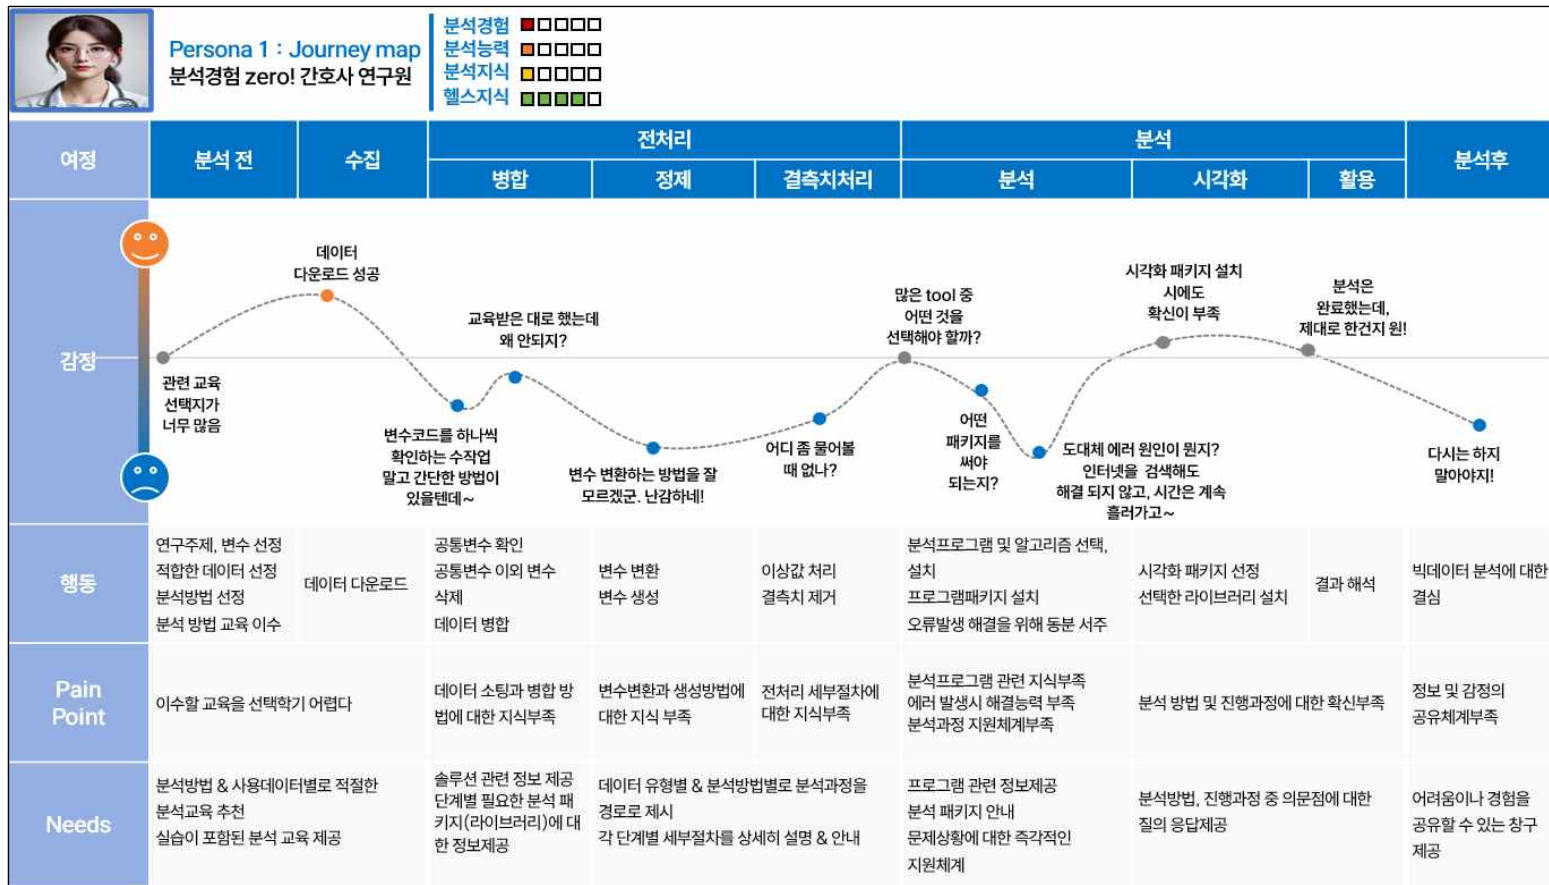 Persona 1 : Journey map
분석경험 zero! 간호사 연구원
분석경험
분석능력
분석지식
헬스지식
여정
분석 전
수집
전처리
병합
정제
결측치처리
분석
분석
시각화
활용
분석후
감정
관련 교육
선택지가
너무 많음
데이터
다운로드 성공
변수코드를 하나씩
확인하는 수작업
말고 간단한 방법이
있을텐데~
교육받은 대로 했는데
왜 안되지?
변수 변환하는 방법을 잘
모르겠군. 난감하네!
어디 좀 물어볼
때 없나?
많은 tool 중
어떤 것을
선택해야 할까?
어떤
패키지를
써야
되는지?
도대체 에러 원인이 뭔지?
인터넷을 검색해도
해결 되지 않고, 시간은 계속
흘러가고~
시각화 패키지 설치
시에도
확신이 부족
분석은
완료했는데,
제대로 한건지 원!
다시는 하지
말아야지!
행동
연구주제, 변수 선정
적합한 데이터 선정
분석방법 선정
분석 방법 교육 이수
데이터 다운로드
공통변수 확인
공통변수 이외 변수
삭제
데이터 병합
변수 변환
변수 생성
이상값 처리
결측치 제거
분석프로그램 및 알고리즘 선택,
설치
프로그램패키지 설치
오류발생 해결을 위해 동분 서주
시각화 패키지 선정
선택한 라이브러리 설치
결과 해석
빅데이터 분석에 대한
결심
Pain
Point
이수할 교육을 선택학기 어렵다
데이터 소팅과 병합 방
법에 대한 지식부족
변수변환과 생성방법에
대한 지식 부족
전처리 세부절차에
대한 지식부족
분석프로그램 관련 지식부족
에러 발생시 해결능력 부족
분석과정 지원체계부족
분석 방법 및 진행과정에 대한 확신부족
정보 및 감정의
공유체계부족
Needs
분석방법 & 사용데이터별로 적절한
분석교육 추천
실습이 포함된 분석 교육 제공
솔루션 관련 정보 제공
단계별 필요한 분석 패
키지(라이브러리)에 대
한 정보제공
데이터 유형별 & 분석방법별로 분석과정을
경로로 제시
각 단계별 세부절차를 상세히 설명 & 안내
프로그램 관련 정보제공
분석 패키지 안내
문제상황에 대한 즉각적인
지원체계
분석방법, 진행과정 중 의문점에 대한
질의 응답제공
어려움이나 경험을
공유할 수 있는 창구
제공